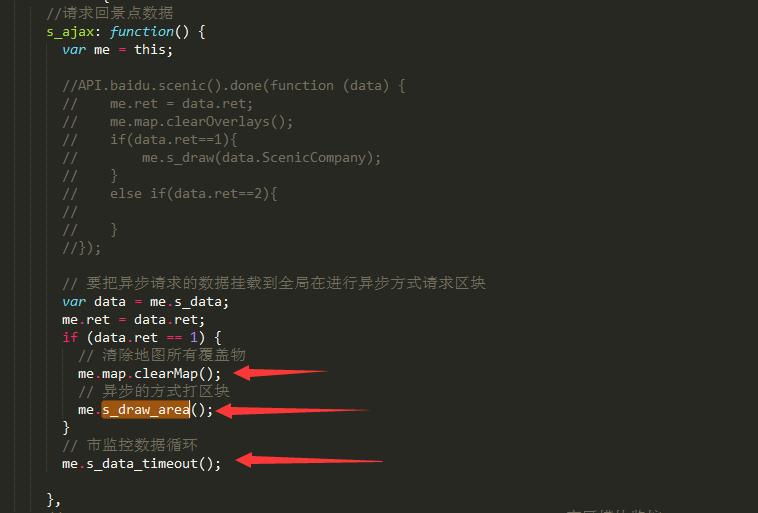 //请求回景点数据
s_ajax: function() {
var me = this;
//API.baidu.scenic().done(function (data) {
//    me.ret = data.ret;
//    me.map.clearOverlays();
//    if(data.ret==1){
//        me.s_draw(data.ScenicCompany);
//    }
//    else if(data.ret==2){
//
//    }
//});
// 要把异步请求的数据挂载到全局在进行异步方式请求区块
var data = me.s_data;
me.ret = data.ret;
if (data.ret == 1) {
// 清除地图所有覆盖物
me.map.clearMap();
// 异步的方式打区块
me.s_draw_area();
}
// 市监控数据循环
me.s_data_timeout();
},